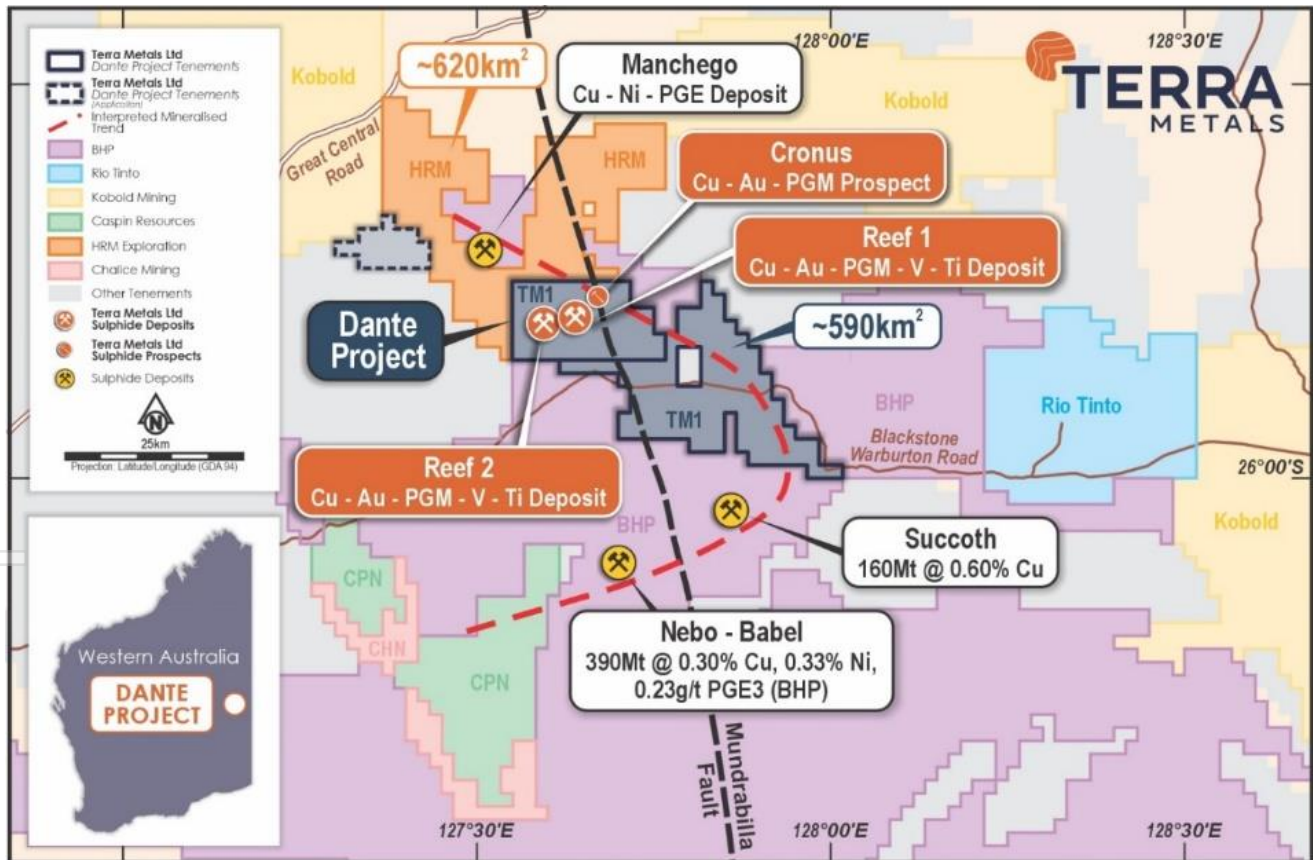 Terra Metals Ltd
Dante Project Tenements
Terra Metals Ltd
Dante Project Tenements
(Application)
Interpreted Mineralised
Trend
BHP
Rio Tinto
Kobold Mining
Caspin Resources
HRM Exploration
Chalice Mining
Other Tenements
Terra Metals Ltd
Sulphide Deposits
Terra Metals Ltd
Sulphide Prospects
Sulphide Deposits
N
25km
Projection: Latitude/Longitude (GDA 94)
Kobold
~620km²
Manchego
Cu - Ni - PGE Deposit
128°00'E
128°30'E
Kobold
TERRA
METALS
Great Central
Road
HRM
HRM
Cronus
Cu - Au - PGM Prospect
Reef 1
Cu - Au - PGM - V - Ti Deposit
TM1
Dante
Project
~590km²
BHP
TM1
BHP
Rio Tinto
Blackstone
Warburton Road
26°00'S
Reef 2
Cu - Au - PGM - V - Ti Deposit
BHP
Kobold
Succoth
160Mt @ 0.60% Cu
CPN
CHN
CPN
Nebo - Babel
390Mt @ 0.30% Cu, 0.33% Ni,
0.23g/t PGE3 (BHP)
Western Australia
DANTE
PROJECT
Mundrabilla
Fault
127°30'E
128°00'E
128°30'E